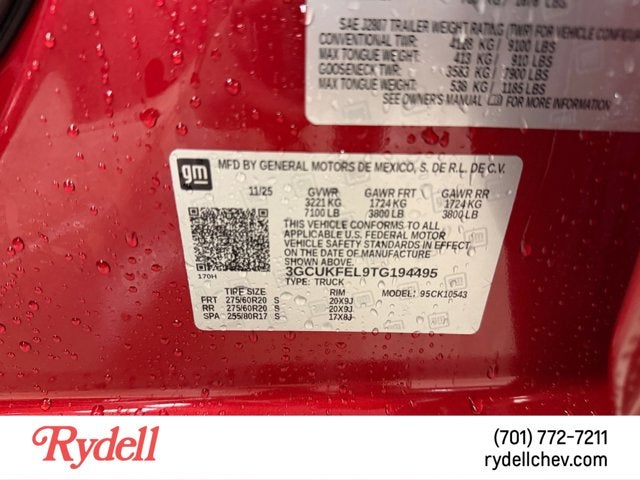 SAE J2807 TRAILER WEIGHT RATING (TWR) FOR VEHICLE CONFIGUR
CONVENTIONAL TWR: 4128 KG / 9100 LBS
MAX TONGUE WEIGHT: 413 KG / 910 LBS
GOOSENECK TWR: 3583 KG / 7900 LBS
MAX TONGUE WEIGHT: 538 KG / 1185 LBS
SEE OWNER'S MANUAL FOR MORE INFORMATION
gm
MFD BY GENERAL MOTORS DE MEXICO, S. DE R.L. DE C.V.
11/25 GVWR GAWR FRT GAWR RR
3221 KG 1724 KG 1724 KG
7100 LB 3800 LB 3800 LB
THIS VEHICLE CONFORMS TO ALL
APPLICABLE U.S. FEDERAL MOTOR
VEHICLE SAFETY STANDARDS IN EFFECT
ON THE DATE OF MANUFACTURE
SHOWN ABOVE.
3GCUKFEL9TG194495
170H TYPE: TRUCK
TIRE SIZE RIM MODEL: 95CK10543
FRT 275/60R20 S 20X9J
RR 275/60R20 S 20X9J
SPA 255/80R17 S 17X8J
Rydell
(701) 772-7211
rydellchev.com